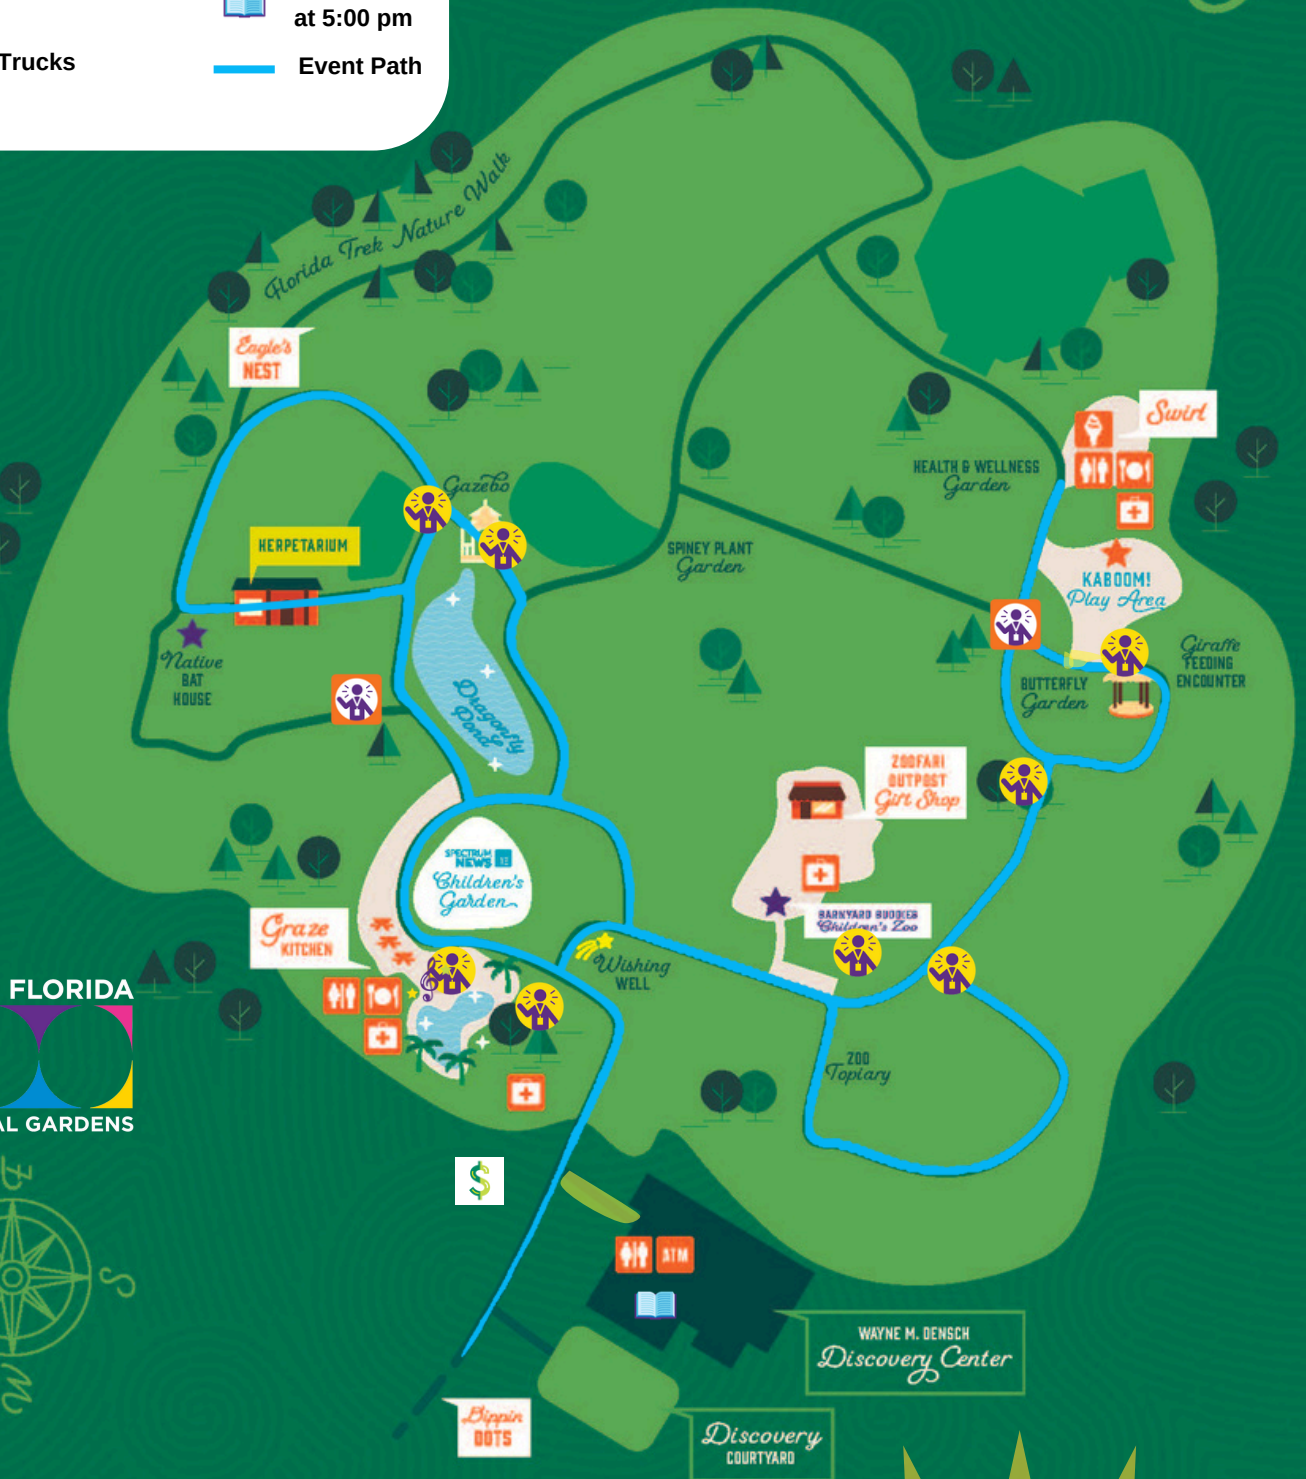 at 5:00 pm
Trucks
Event Path
Florida Trek Nature Walk
Eagle's
NEST
Swirl
Gazebo
HEALTH & WELLNESS
Garden
HERPETARIUM
SPINEY PLANT
Garden
KABOOM!
Play Area
Native
BAT
HOUSE
Giraffe
FEEDING
ENCOUNTER
BUTTERFLY
Garden
Dragonfly
Pond
ZOOFARI
OUTPOST
Gift Shop
SPECTRUM
NEWS 13
Children's
Garden
BARNYARD BUDDIES
Children's Zoo
Graze
KITCHEN
Wishing
WELL
FLORIDA
AL GARDENS
ZOO
Topiary
$
ATM
S
WAYNE M. DENSCH
Discovery Center
Dippin
DOTS
Discovery
COURTYARD